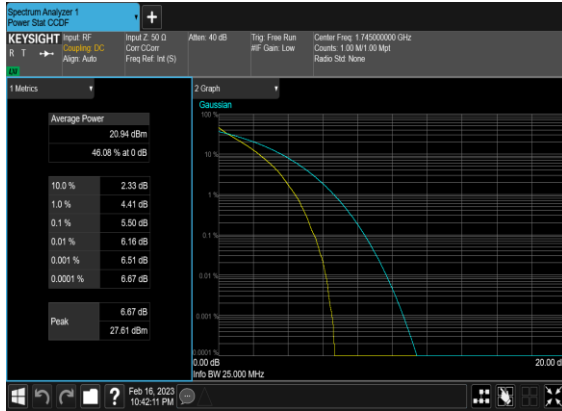 Spectrum Analyzer 1
Power Stat CCDF
+
KEYSIGHT
R T
LU
Input: RF
Coupling: DC
Align: Auto
Input Z: 50 Ω
Corr CCorr
Freq Ref: Int (S)
Atten: 40 dB
Trig: Free Run
#IF Gain: Low
Center Freq: 1.745000000 GHz
Counts: 1.00 M/1.00 Mpt
Radio Std: None
1 Metrics
Average Power
20.94 dBm
46.08 % at 0 dB
10.0 % 2.33 dB
1.0 % 4.41 dB
0.1 % 5.50 dB
0.01 % 6.16 dB
0.001 % 6.51 dB
0.0001 % 6.67 dB
Peak
6.67 dB
27.61 dBm
2 Graph
Gaussian
100 %
10 %
1 %
0.1 %
0.01 %
0.001 %
0.0001 %
0.00 dB
20.00 d
Info BW 25.000 MHz
?
Feb 16, 2023
10:42:11 PM